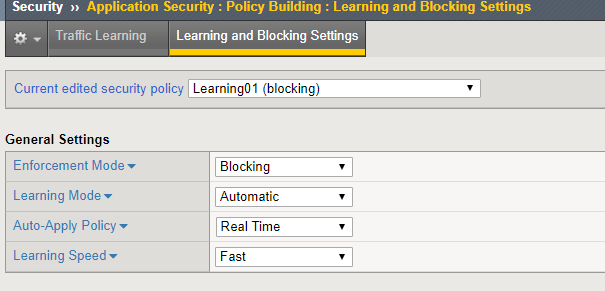 Security ›› Application Security : Policy Building : Learning and Blocking Settings
Traffic Learning Learning and Blocking Settings
Current edited security policy Learning01 (blocking)
General Settings
Enforcement Mode Blocking
Learning Mode Automatic
Auto-Apply Policy Real Time
Learning Speed Fast